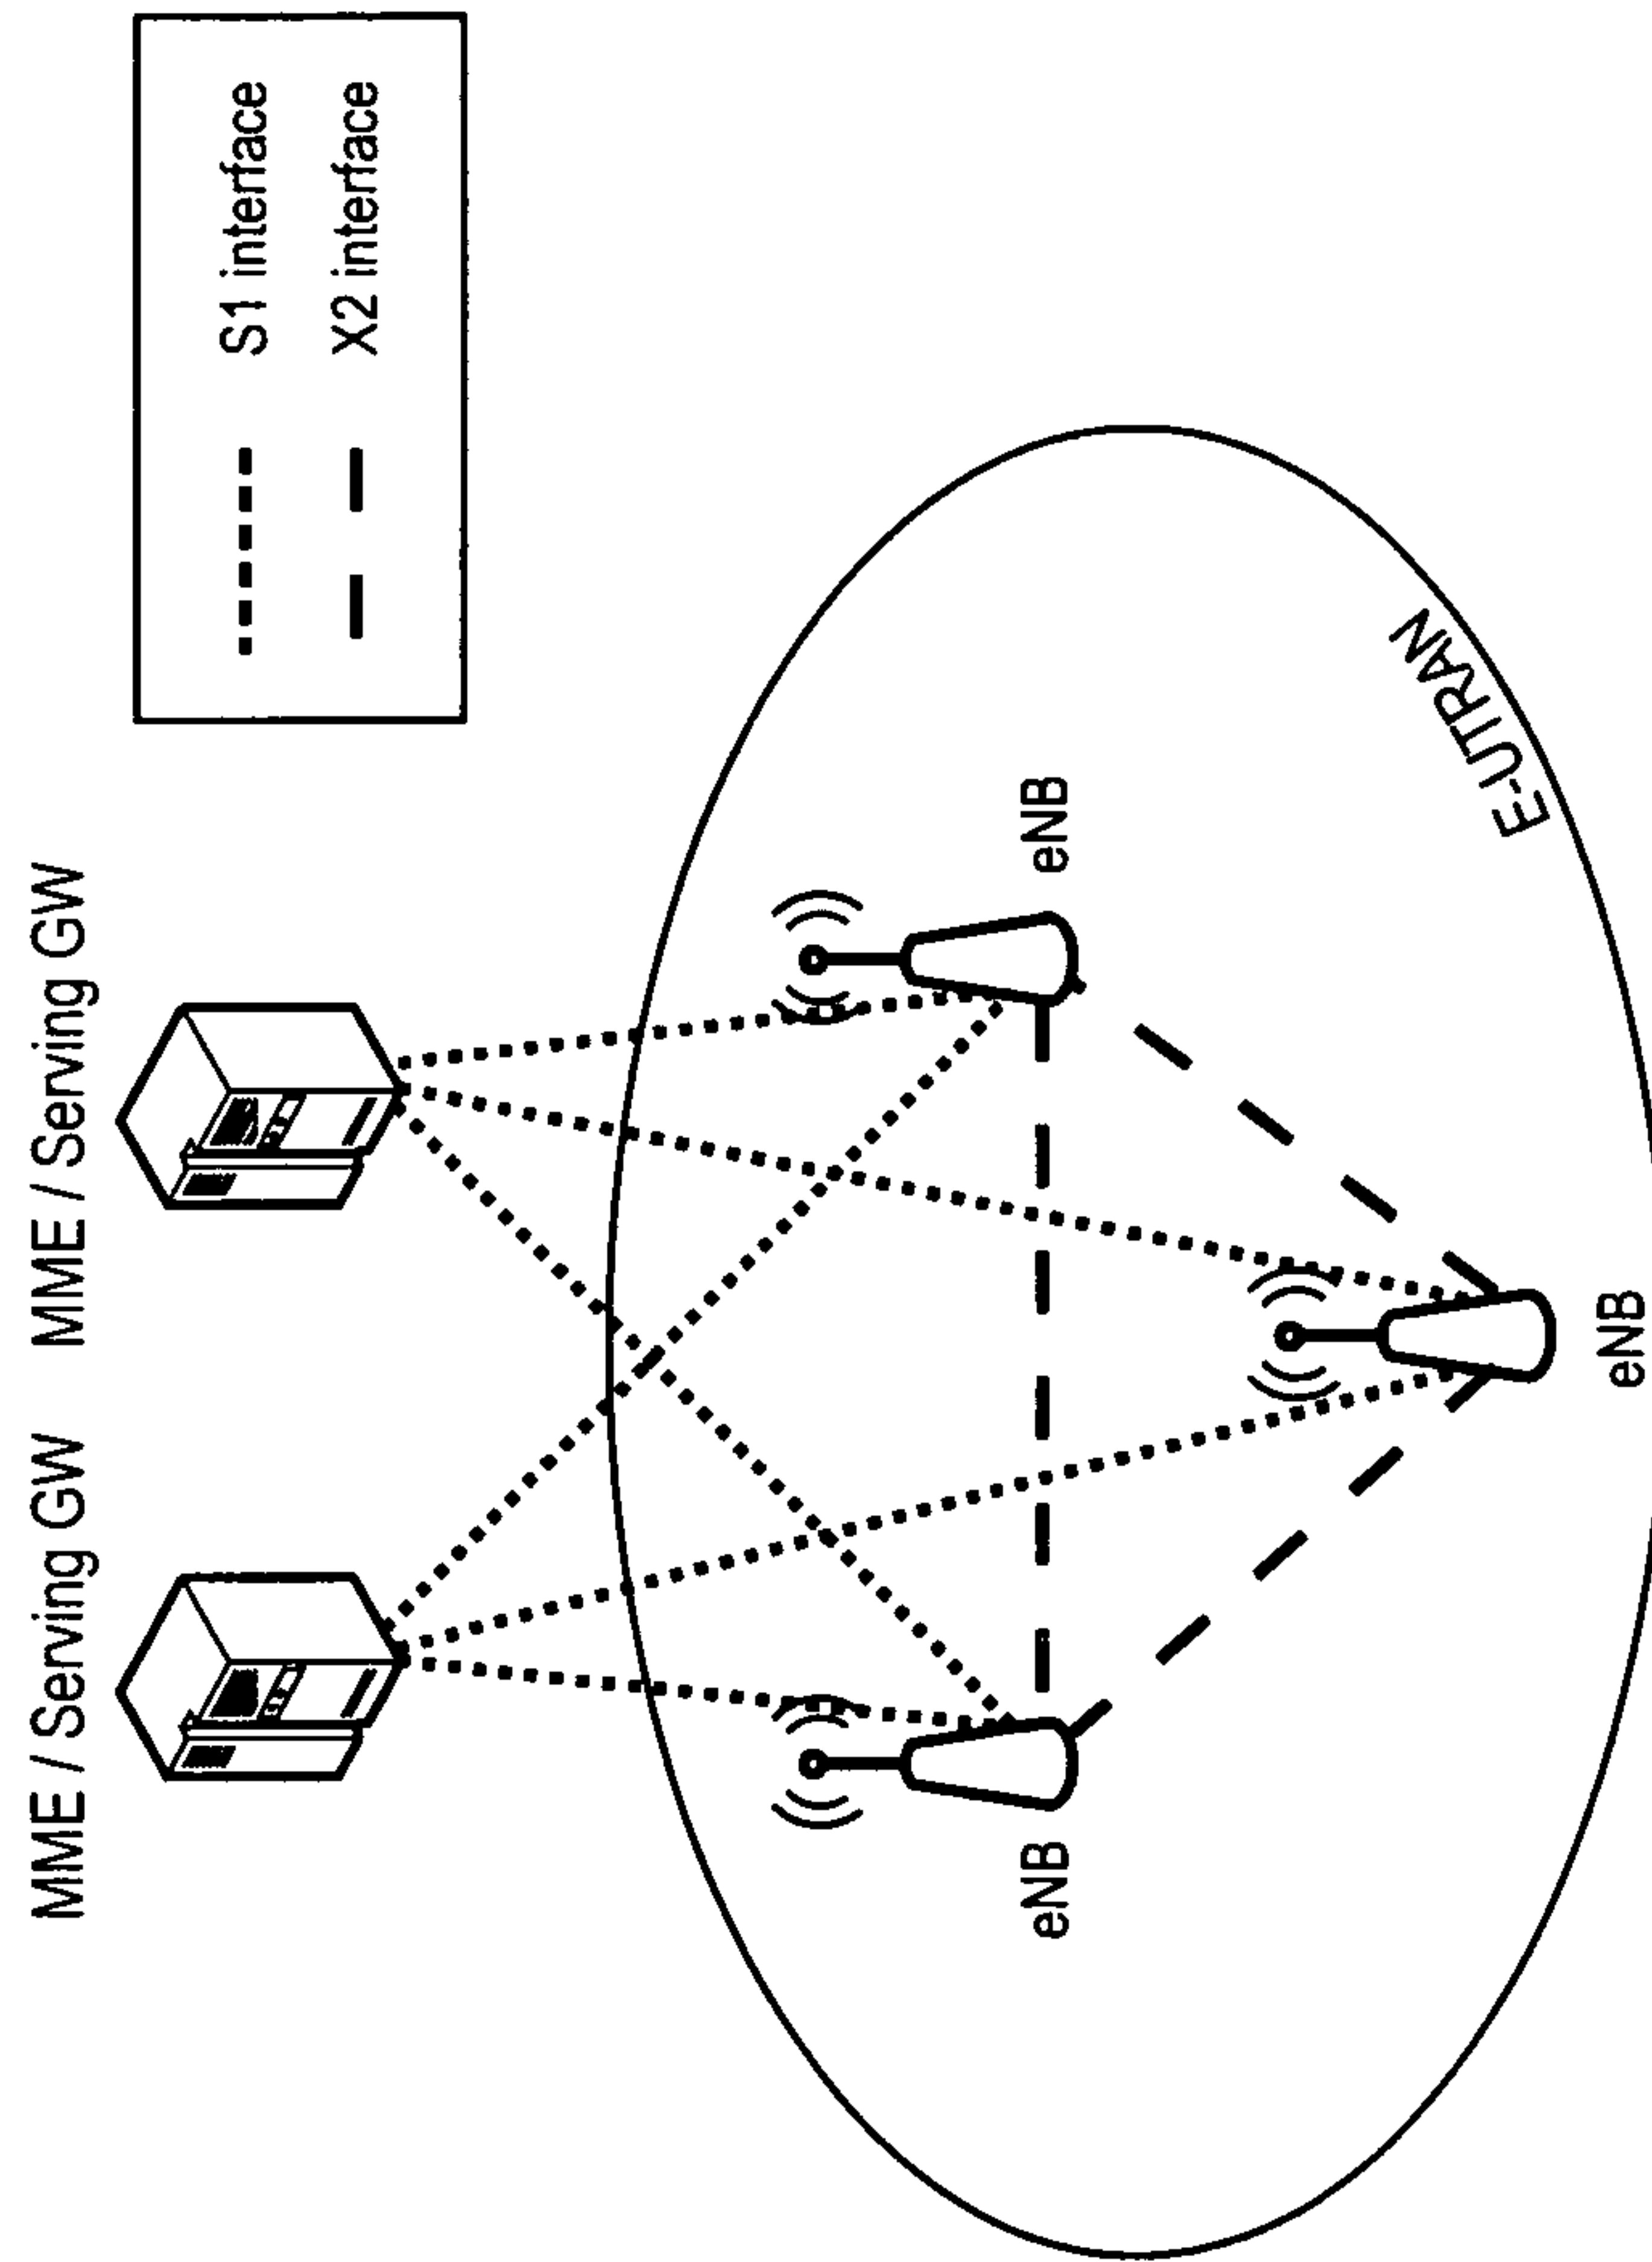 MME / Serving GW
MME / Serving GW
S1 interface
X2 interface
eNB
eNB
eNB
E-UTRAN